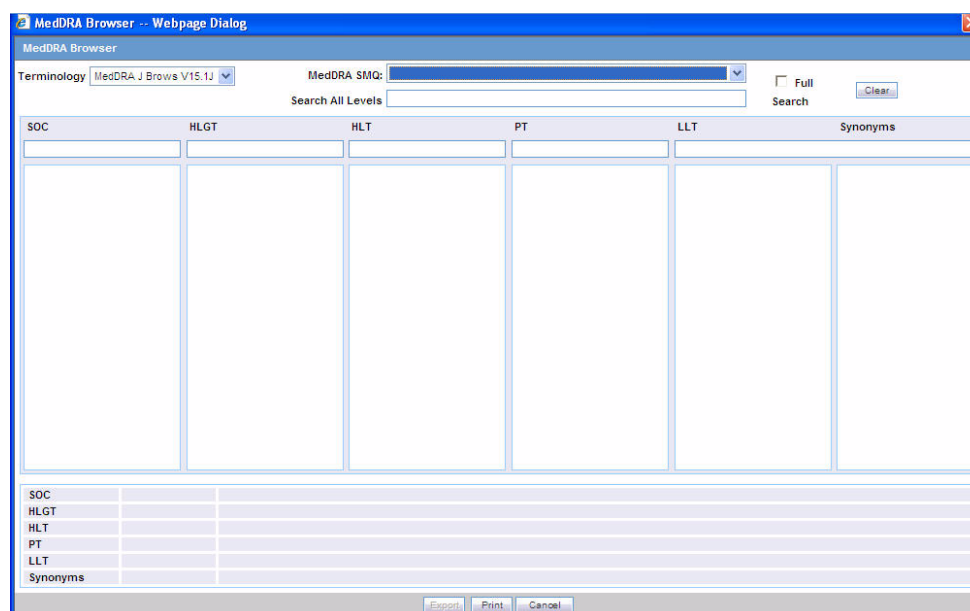 MedDRA Browser -- Webpage Dialog
MedDRA Browser
Terminology MedDRA J Brows V15.1J MedDRA SMQ: Full
Search All Levels Search Clear
SOC HLGT HLT PT LLT Synonyms
SOC
HLGT
HLT
PT
LLT
Synonyms
Export Print Cancel